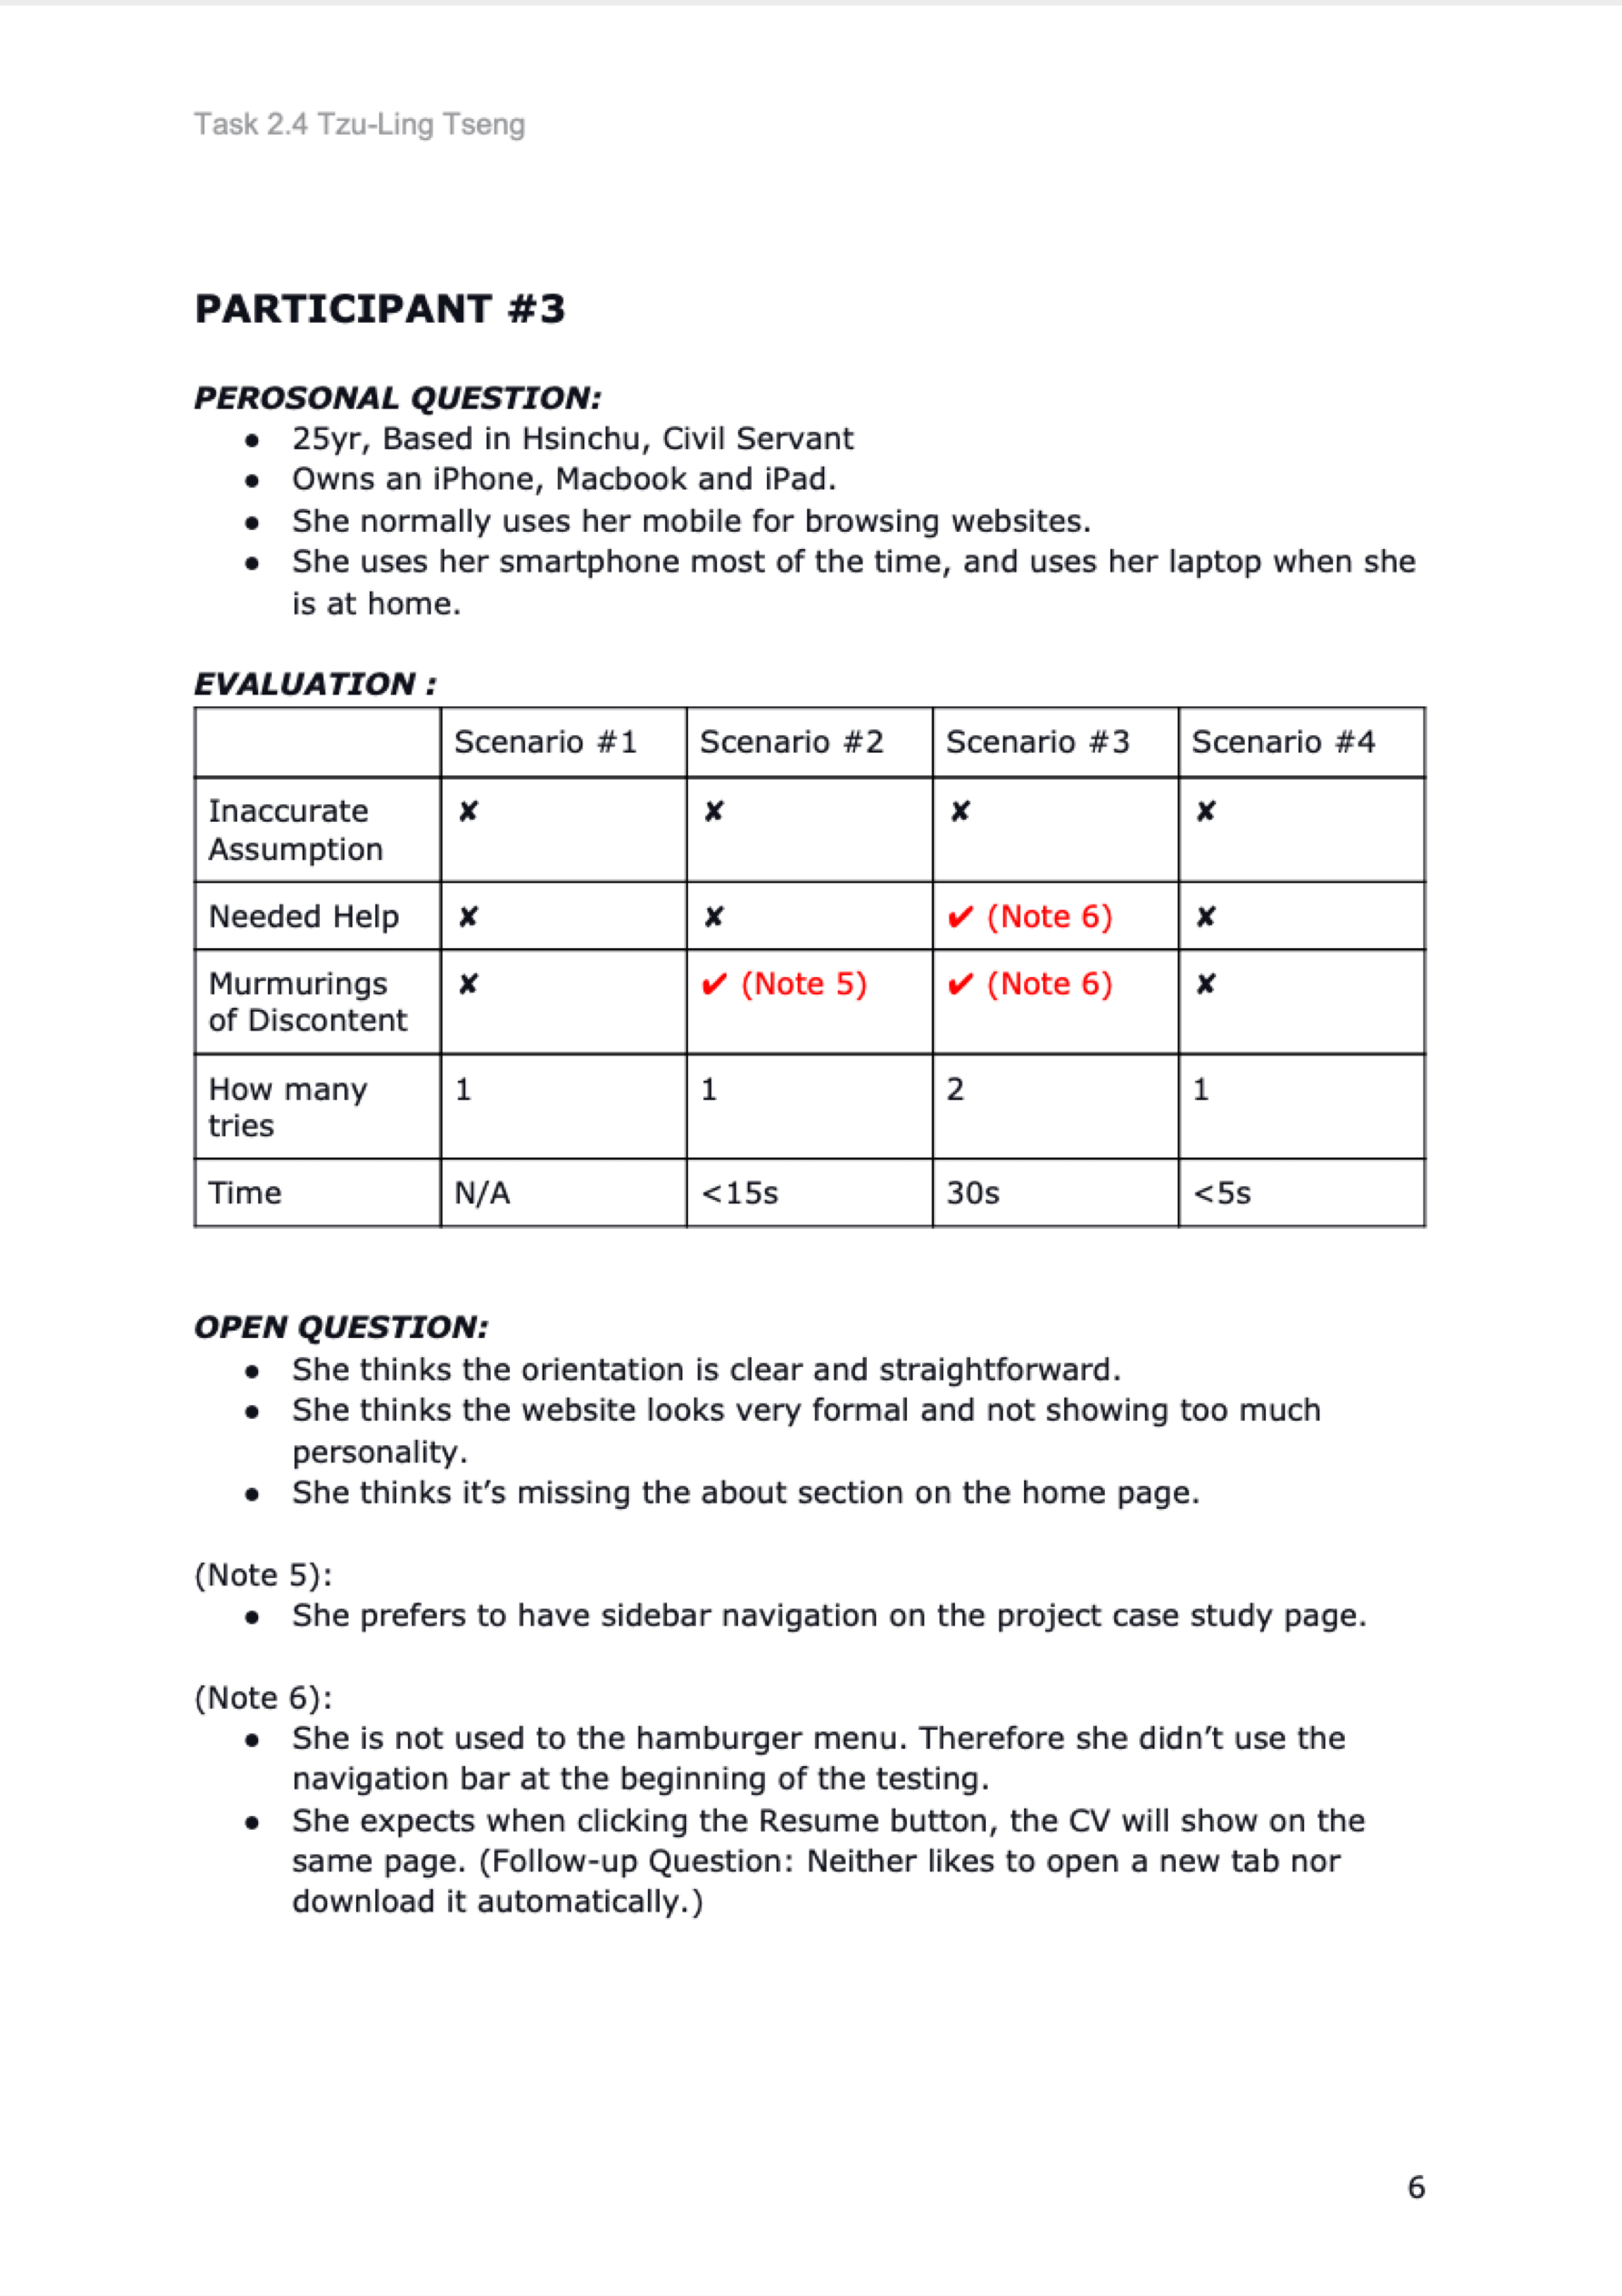 Task 2.4 Tzu-Ling Tseng
PARTICIPANT #3
PEROSONAL QUESTION:
● 25yr, Based in Hsinchu, Civil Servant
● Owns an iPhone, Macbook and iPad.
● She normally uses her mobile for browsing websites.
● She uses her smartphone most of the time, and uses her laptop when she
is at home.
EVALUATION :
Scenario #1 Scenario #2 Scenario #3 Scenario #4
Inaccurate ✘ ✘ ✘ ✘
Assumption
Needed Help ✘ ✘ ✔ (Note 6) ✘
Murmurings ✘ ✔ (Note 5) ✔ (Note 6) ✘
of Discontent
How many 1 1 2 1
tries
Time N/A <15s 30s <5s
OPEN QUESTION:
● She thinks the orientation is clear and straightforward.
● She thinks the website looks very formal and not showing too much
personality.
● She thinks it’s missing the about section on the home page.
(Note 5):
● She prefers to have sidebar navigation on the project case study page.
(Note 6):
● She is not used to the hamburger menu. Therefore she didn’t use the
navigation bar at the beginning of the testing.
● She expects when clicking the Resume button, the CV will show on the
same page. (Follow-up Question: Neither likes to open a new tab nor
download it automatically.)
6